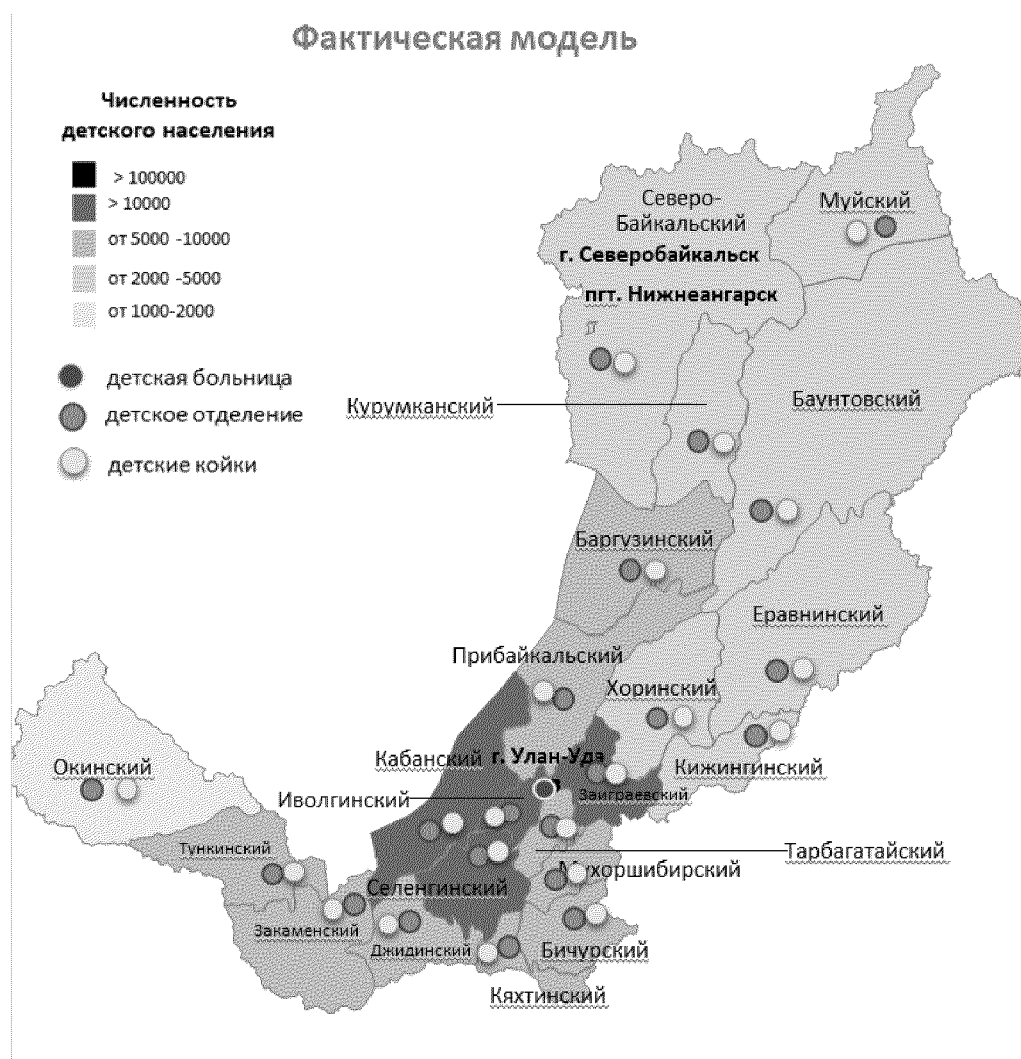 Фактическая модель
Численность
детского населения
> 100000
> 10000
от 5000 -10000
от 2000 -5000
от 1000-2000
детская больница
детское отделение
детские койки
Северо-
Байкальский
г. Северобайкальск
пгт. Нижнеангарск
Муйский
Курумканский
Баунтовский
Баргузинский
Еравнинский
Прибайкальский
Хоринский
Кабанский
г. Улан-Удэ
Окинский
Кижингинский
Заиграевский
Иволгинский
Тункинский
Тарбагатайский
Мухоршибирский
Селенгинский
Закаменский
Джидинский
Бичурский
Кяхтинский